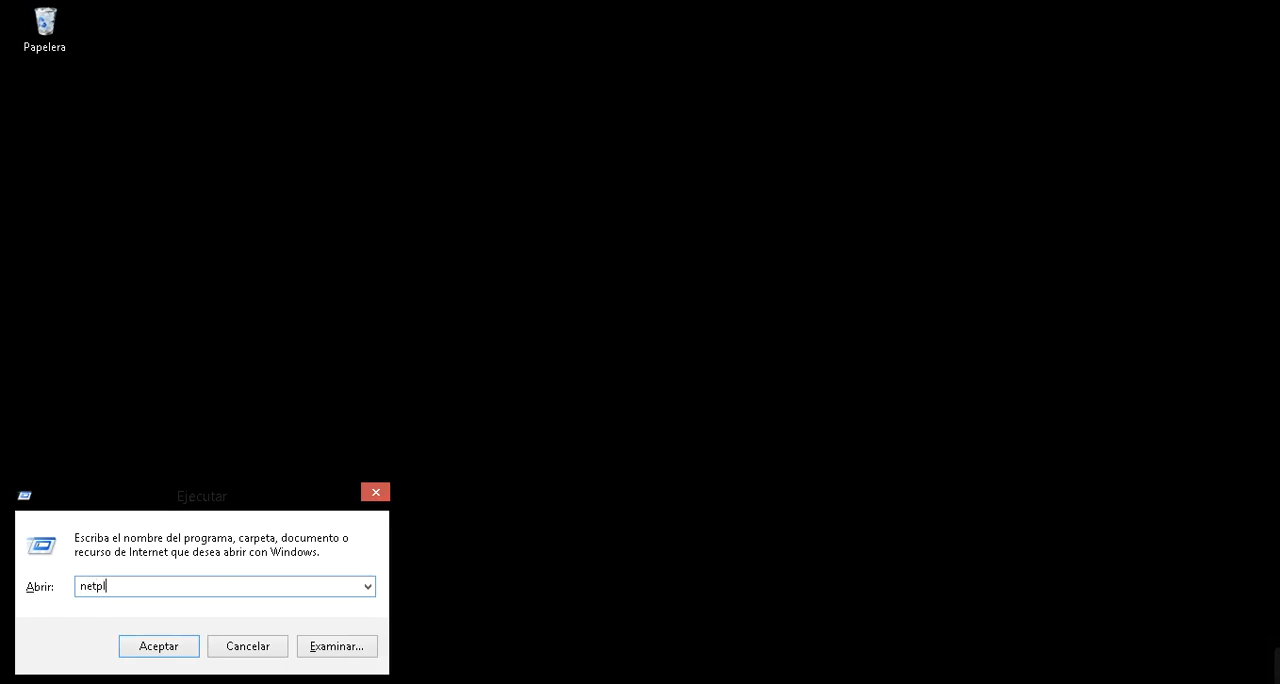 Papelera
Ejecutar
Escriba el nombre del programa, carpeta, documento o
recurso de Internet que desea abrir con Windows.
Abrir: netpl
Aceptar Cancelar Examinar...